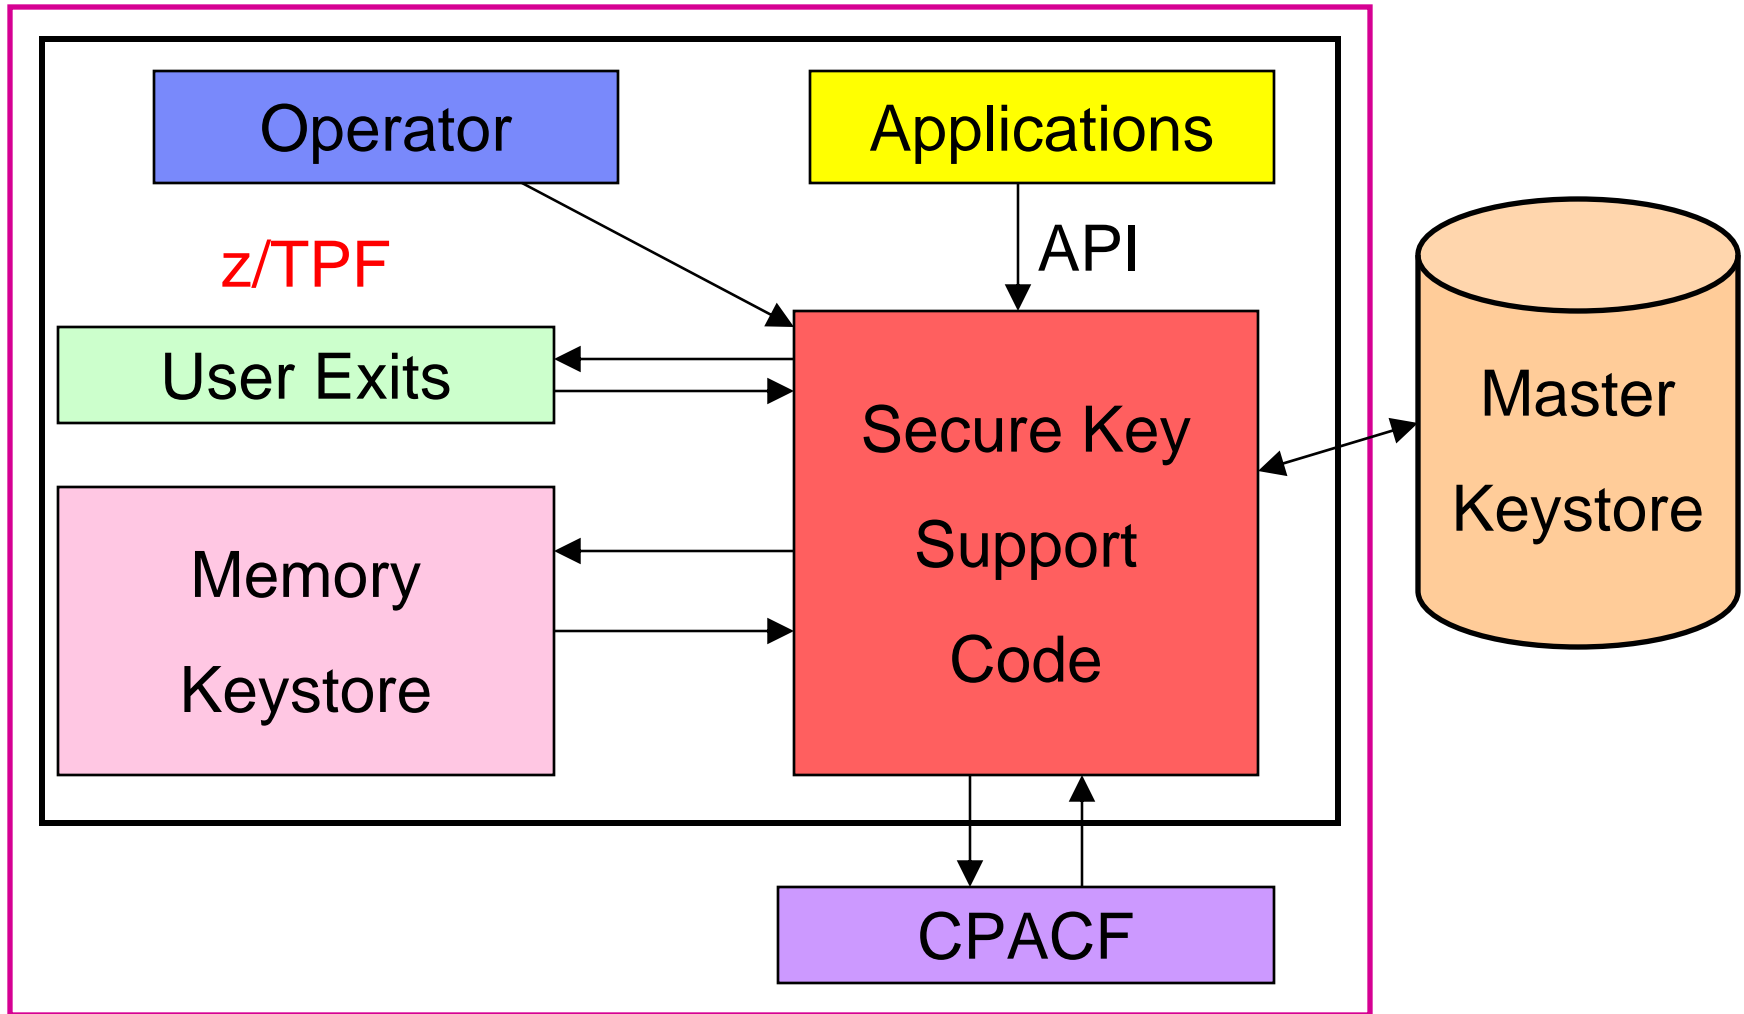 Operator
Applications
z/TPF
API
User Exits
Secure Key
Support
Code
Memory
Keystore
Master
Keystore
CPACF